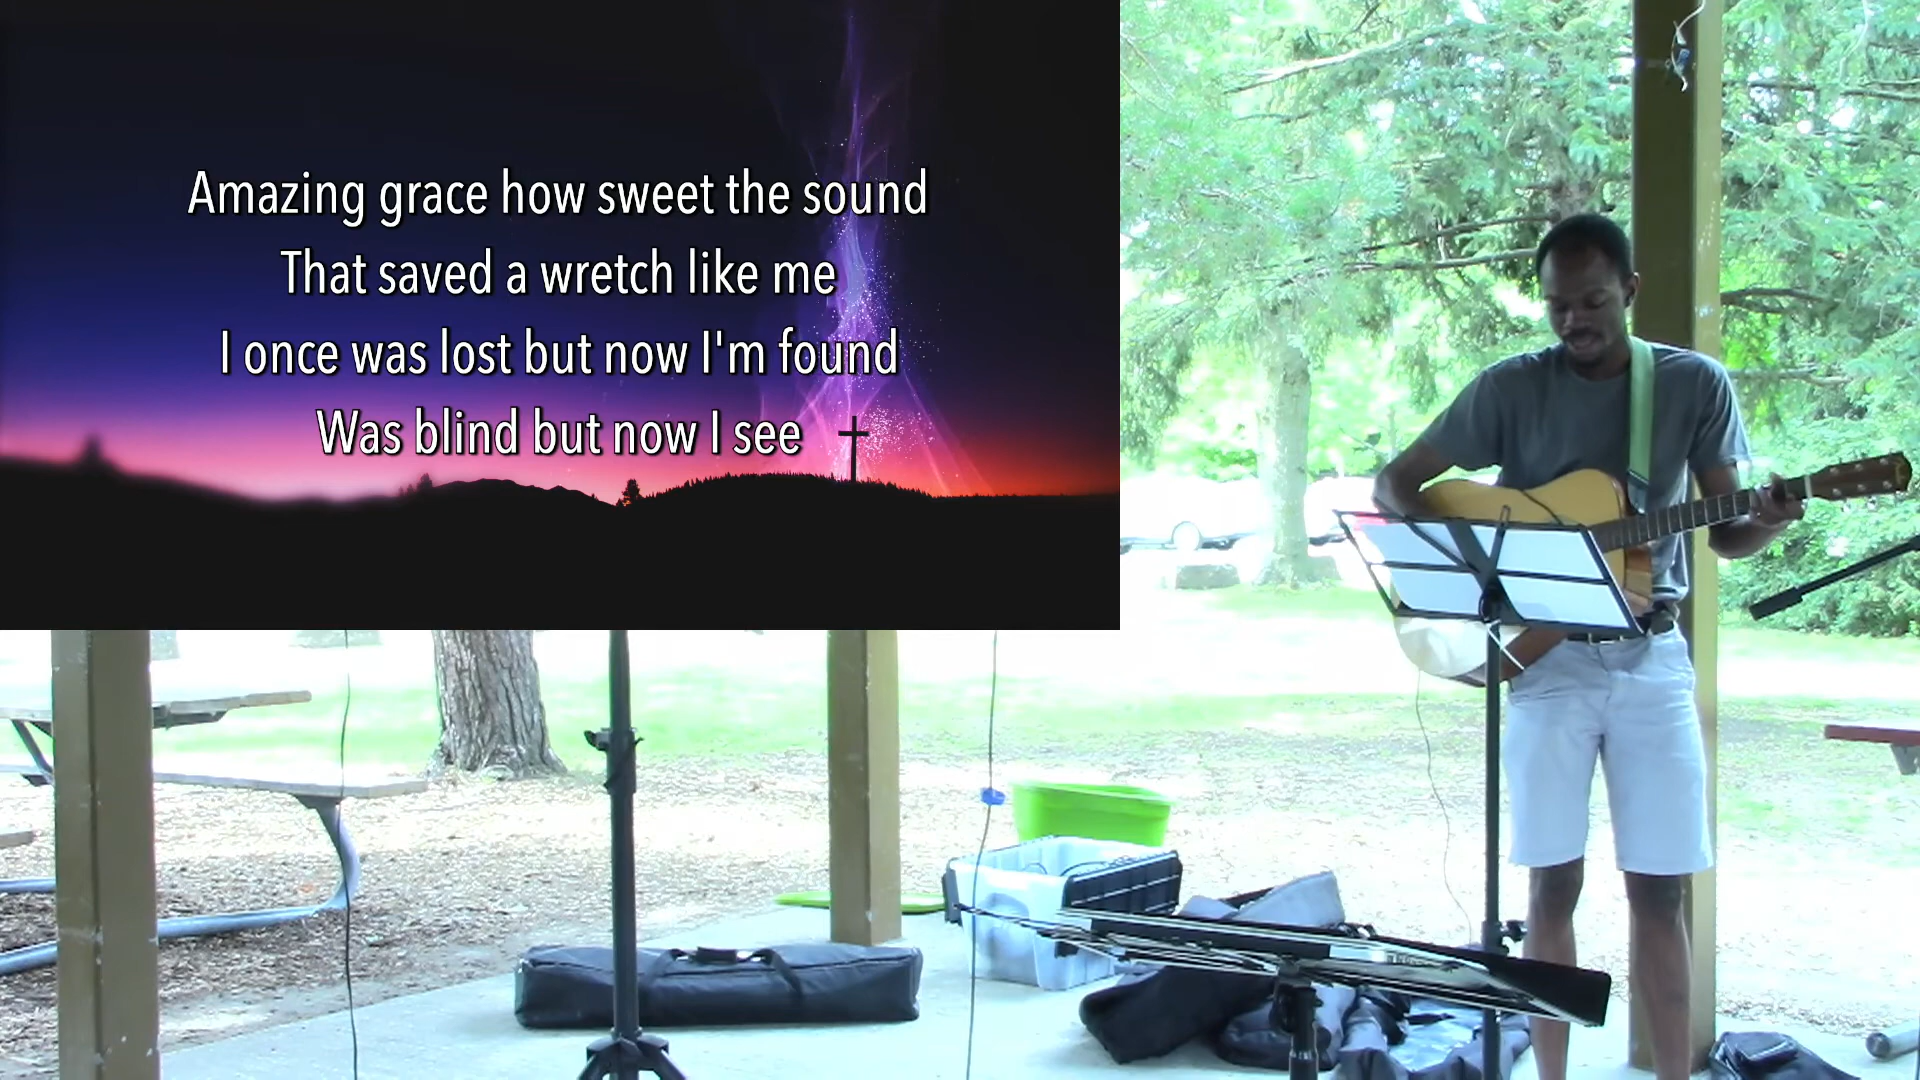 Amazing grace how sweet the sound
That saved a wretch like me
I once was lost but now I'm found
Was blind but now I see